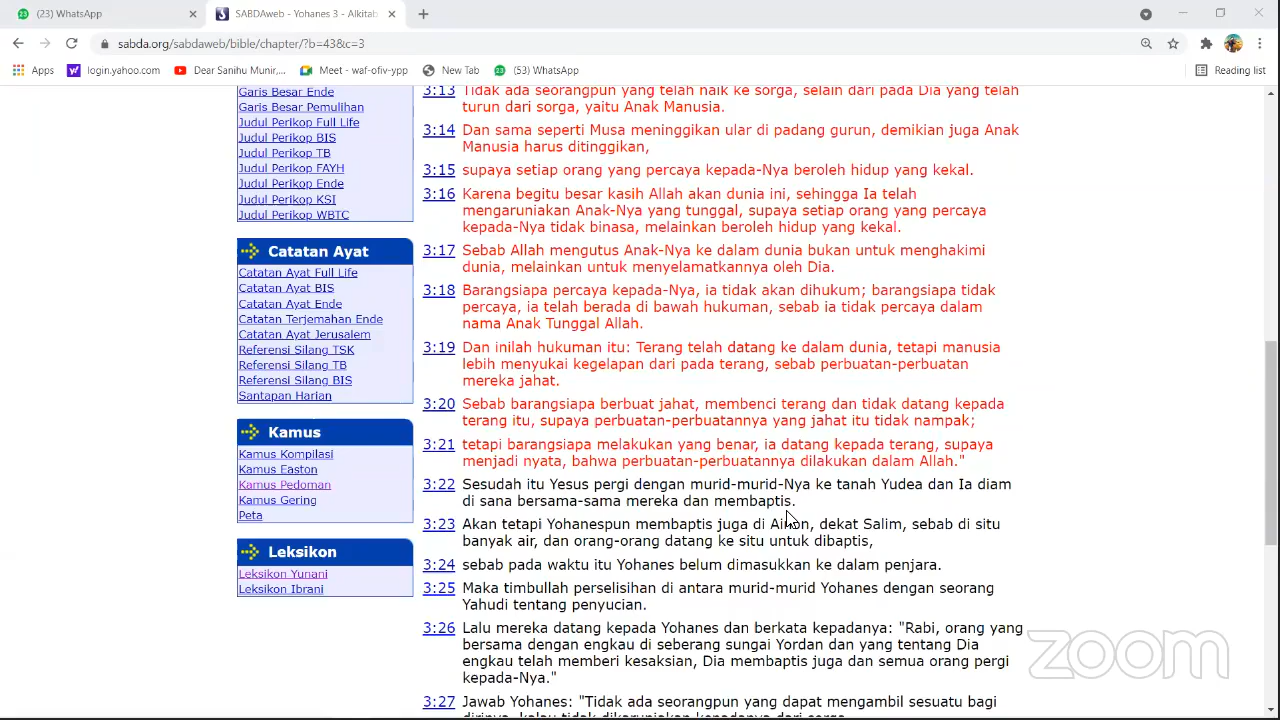 (23) WhatsApp
SABDAweb - Yohanes 3 - Alkitab
sabda.org/sabdaweb/bible/chapter/?b=43&c=3
Apps
login.yahoo.com
Dear Sanihu Munir,...
Meet - waf-ofiv-ypp
New Tab
(53) WhatsApp
Reading list
Garis Besar Ende
Garis Besar Pemulihan
Judul Perikop Full Life
Judul Perikop BIS
Judul Perikop TB
Judul Perikop FAYH
Judul Perikop Ende
Judul Perikop KSI
Judul Perikop WBTC
Catatan Ayat
Catatan Ayat Full Life
Catatan Ayat BIS
Catatan Ayat Ende
Catatan Terjemahan Ende
Catatan Ayat Jerusalem
Referensi Silang TSK
Referensi Silang TB
Referensi Silang BIS
Santapan Harian
Kamus
Kamus Kompilasi
Kamus Easton
Kamus Pedoman
Kamus Gering
Peta
Leksikon
Leksikon Yunani
Leksikon Ibrani
3:13 Tidak ada seorangpun yang telah naik ke sorga, selain dari pada Dia yang telah
turun dari sorga, yaitu Anak Manusia.
3:14 Dan sama seperti Musa meninggikan ular di padang gurun, demikian juga Anak
Manusia harus ditinggikan,
3:15 supaya setiap orang yang percaya kepada-Nya beroleh hidup yang kekal.
3:16 Karena begitu besar kasih Allah akan dunia ini, sehingga Ia telah
mengaruniakan Anak-Nya yang tunggal, supaya setiap orang yang percaya
kepada-Nya tidak binasa, melainkan beroleh hidup yang kekal.
3:17 Sebab Allah mengutus Anak-Nya ke dalam dunia bukan untuk menghakimi
dunia, melainkan untuk menyelamatkannya oleh Dia.
3:18 Barangsiapa percaya kepada-Nya, ia tidak akan dihukum; barangsiapa tidak
percaya, ia telah berada di bawah hukuman, sebab ia tidak percaya dalam
nama Anak Tunggal Allah.
3:19 Dan inilah hukuman itu: Terang telah datang ke dalam dunia, tetapi manusia
lebih menyukai kegelapan dari pada terang, sebab perbuatan-perbuatan
mereka jahat.
3:20 Sebab barangsiapa berbuat jahat, membenci terang dan tidak datang kepada
terang itu, supaya perbuatan-perbuatannya yang jahat itu tidak nampak;
3:21 tetapi barangsiapa melakukan yang benar, ia datang kepada terang, supaya
menjadi nyata, bahwa perbuatan-perbuatannya dilakukan dalam Allah."
3:22 Sesudah itu Yesus pergi dengan murid-murid-Nya ke tanah Yudea dan Ia diam
di sana bersama-sama mereka dan membaptis.
3:23 Akan tetapi Yohanespun membaptis juga di Ainon, dekat Salim, sebab di situ
banyak air, dan orang-orang datang ke situ untuk dibaptis,
3:24 sebab pada waktu itu Yohanes belum dimasukkan ke dalam penjara.
3:25 Maka timbullah perselisihan di antara murid-murid Yohanes dengan seorang
Yahudi tentang penyucian.
3:26 Lalu mereka datang kepada Yohanes dan berkata kepadanya: "Rabi, orang yang
bersama dengan engkau di seberang sungai Yordan dan yang tentang Dia
engkau telah memberi kesaksian, Dia membaptis juga dan semua orang pergi
kepada-Nya."
3:27 Jawab Yohanes: "Tidak ada seorangpun yang dapat mengambil sesuatu bagi
zoom